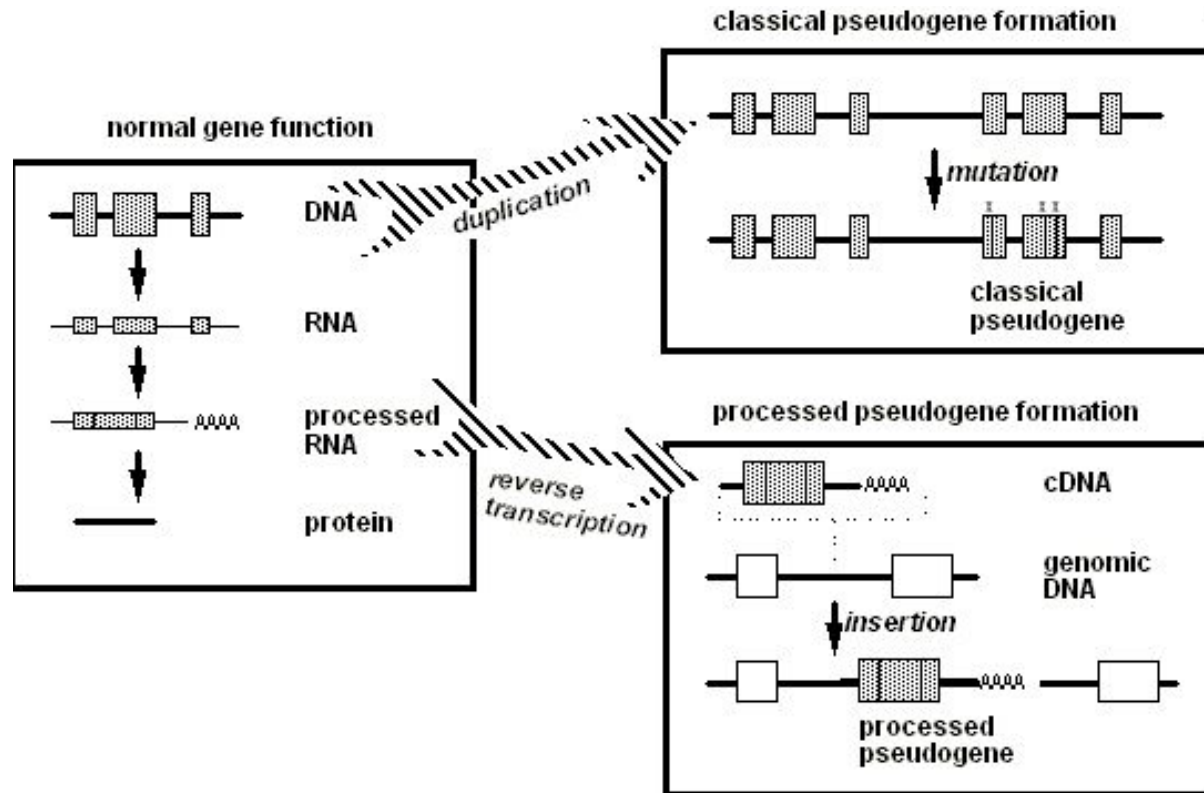 normal gene function
DNA
RNA
processed
RNA
protein
duplication
reverse
transcription
classical pseudogene formation
mutation
classical
pseudogene
processed pseudogene formation
cDNA
genomic
DNA
insertion
processed
pseudogene